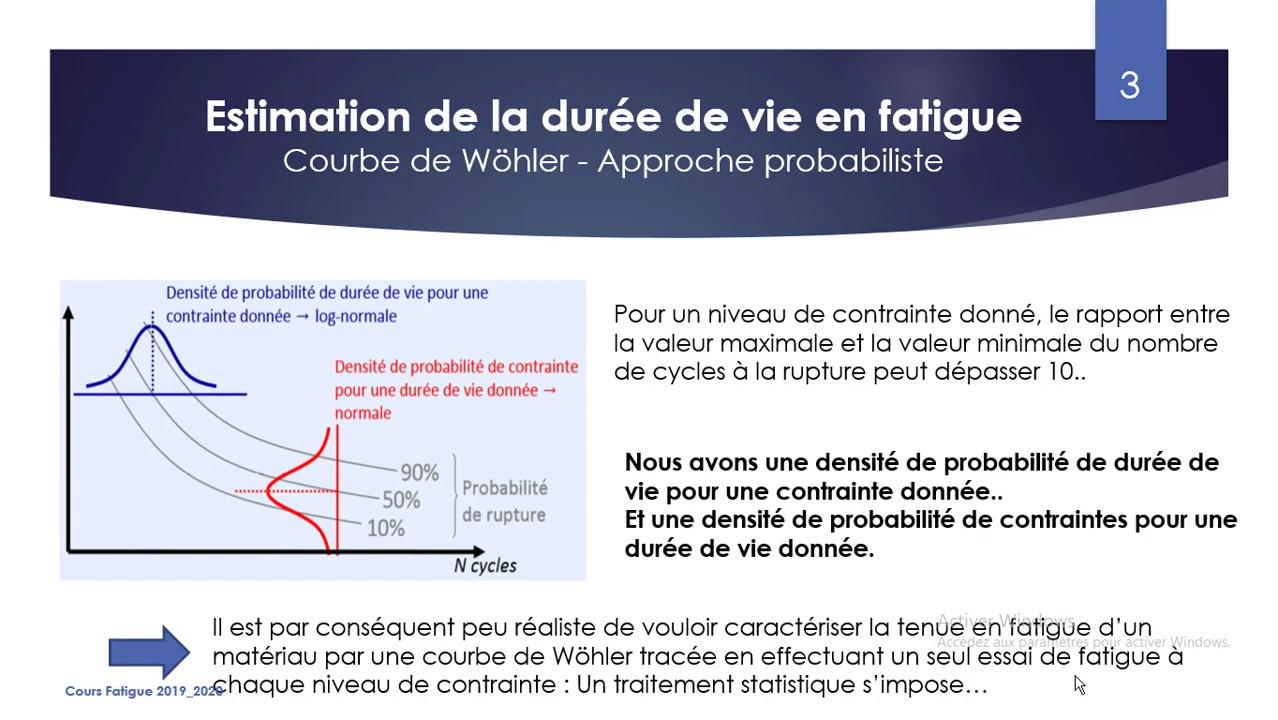 3
Estimation de la durée de vie en fatigue
Courbe de Wöhler - Approche probabiliste
Densité de probabilité de durée de vie pour une
contrainte donnée → log-normale
Densité de probabilité de contrainte
pour une durée de vie donnée →
normale
90%
50%
10%
Probabilité
de rupture
N cycles
Pour un niveau de contrainte donné, le rapport entre
la valeur maximale et la valeur minimale du nombre
de cycles à la rupture peut dépasser 10..
Nous avons une densité de probabilité de durée de
vie pour une contrainte donnée..
Et une densité de probabilité de contraintes pour une
durée de vie donnée.
Il est par conséquent peu réaliste de vouloir caractériser la tenue en fatigue d’un
matériau par une courbe de Wöhler tracée en effectuant un seul essai de fatigue à
chaque niveau de contrainte : Un traitement statistique s’impose…
Activer Windows
Accédez aux paramètres pour activer Windows.
Cours Fatigue 2019_2020